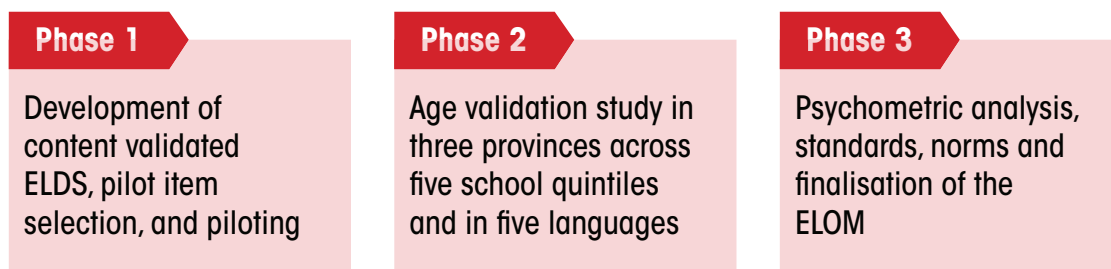 Phase 1
Development of
content validated
ELDS, pilot item
selection, and piloting
Phase 2
Age validation study in
three provinces across
five school quintiles
and in five languages
Phase 3
Psychometric analysis,
standards, norms and
finalisation of the
ELOM